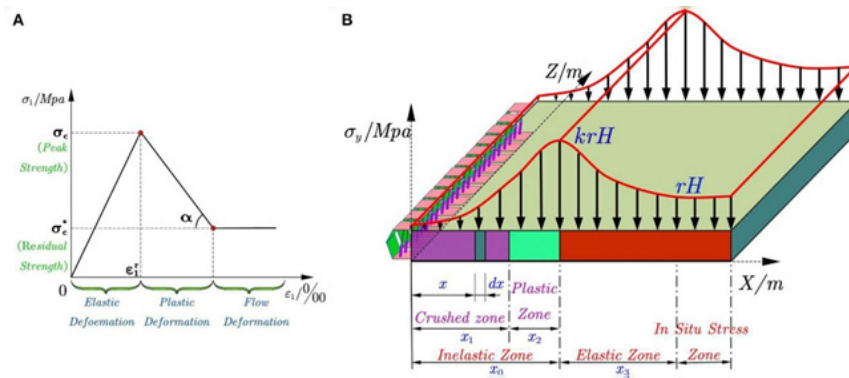 A
σ₁/Mpa
σc
(Peak
Strength)
σc*
(Residual
Strength)
α
0
ε₁ʳ
ε₁/0/00
Elastic
Defoemation
Plastic
Deformation
Flow
Deformation
B
Z/m
σy/Mpa
krH
rH
X/m
x
dx
Plastic
Crushed zone
Zone
x₁
x₂
In Situ Stress
Inelastic Zone
Elastic Zone
Zone
x₀
x₃